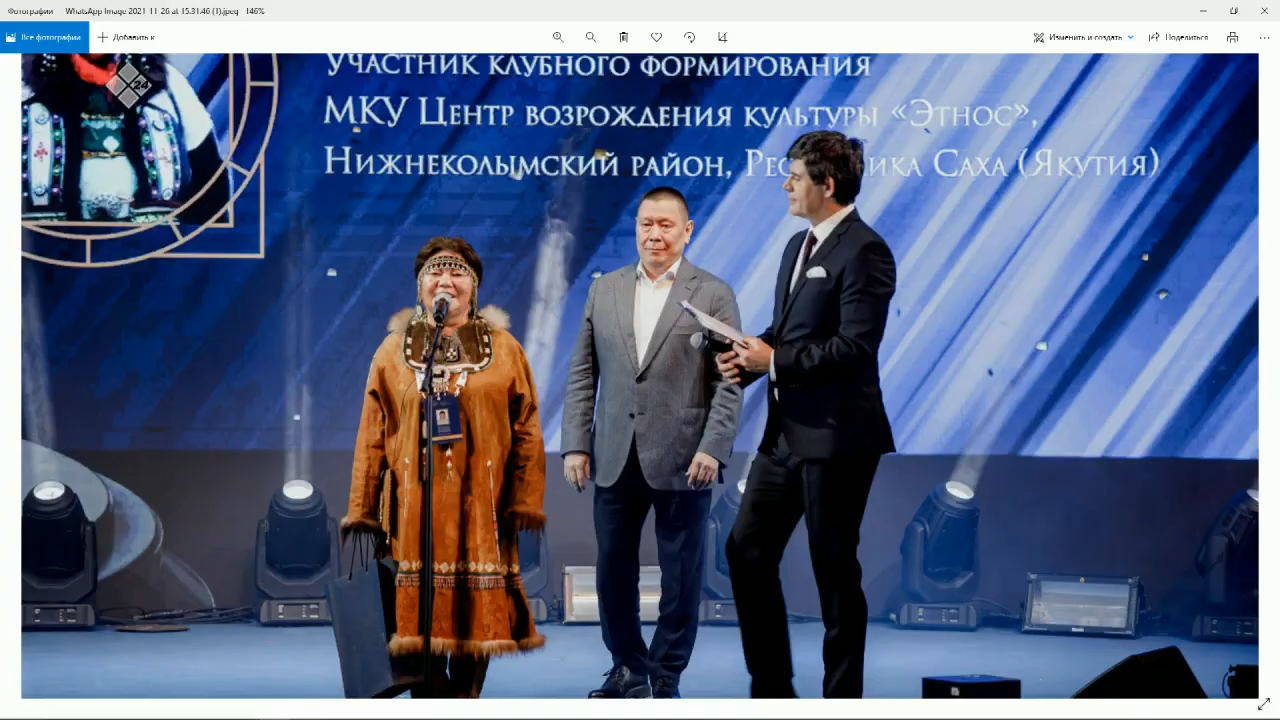 Фотографии
WhatsApp Image 2021-11-26 at 15.31.46 (1).jpeg - 146%
Все фотографии
Добавить к
Изменить и создать
Поделиться
Х24
УЧАСТНИК КЛУБНОГО ФОРМИРОВАНИЯ
МКУ ЦЕНТР ВОЗРОЖДЕНИЯ КУЛЬТУРЫ «ЭТНОС»,
НИЖНЕКОЛЫМСКИЙ РАЙОН, САХА (ЯКУТИЯ)